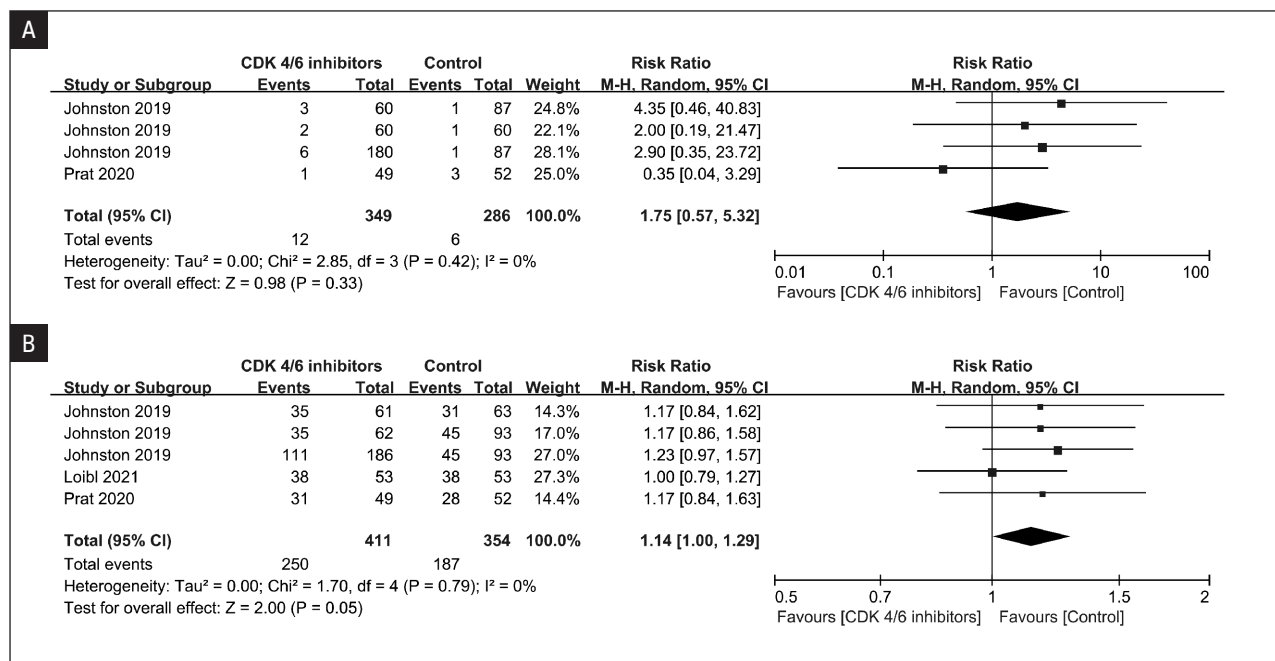 A
CDK 4/6 inhibitors Control Risk Ratio Risk Ratio
Study or Subgroup Events Total Events Total Weight M-H, Random, 95% CI M-H, Random, 95% CI
Johnston 2019 3 60 1 87 24.8% 4.35 [0.46, 40.83]
Johnston 2019 2 60 1 60 22.1% 2.00 [0.19, 21.47]
Johnston 2019 6 180 1 87 28.1% 2.90 [0.35, 23.72]
Prat 2020 1 49 3 52 25.0% 0.35 [0.04, 3.29]
Total (95% CI) 349 286 100.0% 1.75 [0.57, 5.32]
Total events 12 6
Heterogeneity: Tau² = 0.00; Chi² = 2.85, df = 3 (P = 0.42); I² = 0%
Test for overall effect: Z = 0.98 (P = 0.33)
0.01 0.1 1 10 100
Favours [CDK 4/6 inhibitors] Favours [Control]
B
CDK 4/6 inhibitors Control Risk Ratio Risk Ratio
Study or Subgroup Events Total Events Total Weight M-H, Random, 95% CI M-H, Random, 95% CI
Johnston 2019 35 61 31 63 14.3% 1.17 [0.84, 1.62]
Johnston 2019 35 62 45 93 17.0% 1.17 [0.86, 1.58]
Johnston 2019 111 186 45 93 27.0% 1.23 [0.97, 1.57]
Loibl 2021 38 53 38 53 27.3% 1.00 [0.79, 1.27]
Prat 2020 31 49 28 52 14.4% 1.17 [0.84, 1.63]
Total (95% CI) 411 354 100.0% 1.14 [1.00, 1.29]
Total events 250 187
Heterogeneity: Tau² = 0.00; Chi² = 1.70, df = 4 (P = 0.79); I² = 0%
Test for overall effect: Z = 2.00 (P = 0.05)
0.5 0.7 1 1.5 2
Favours [CDK 4/6 inhibitors] Favours [Control]